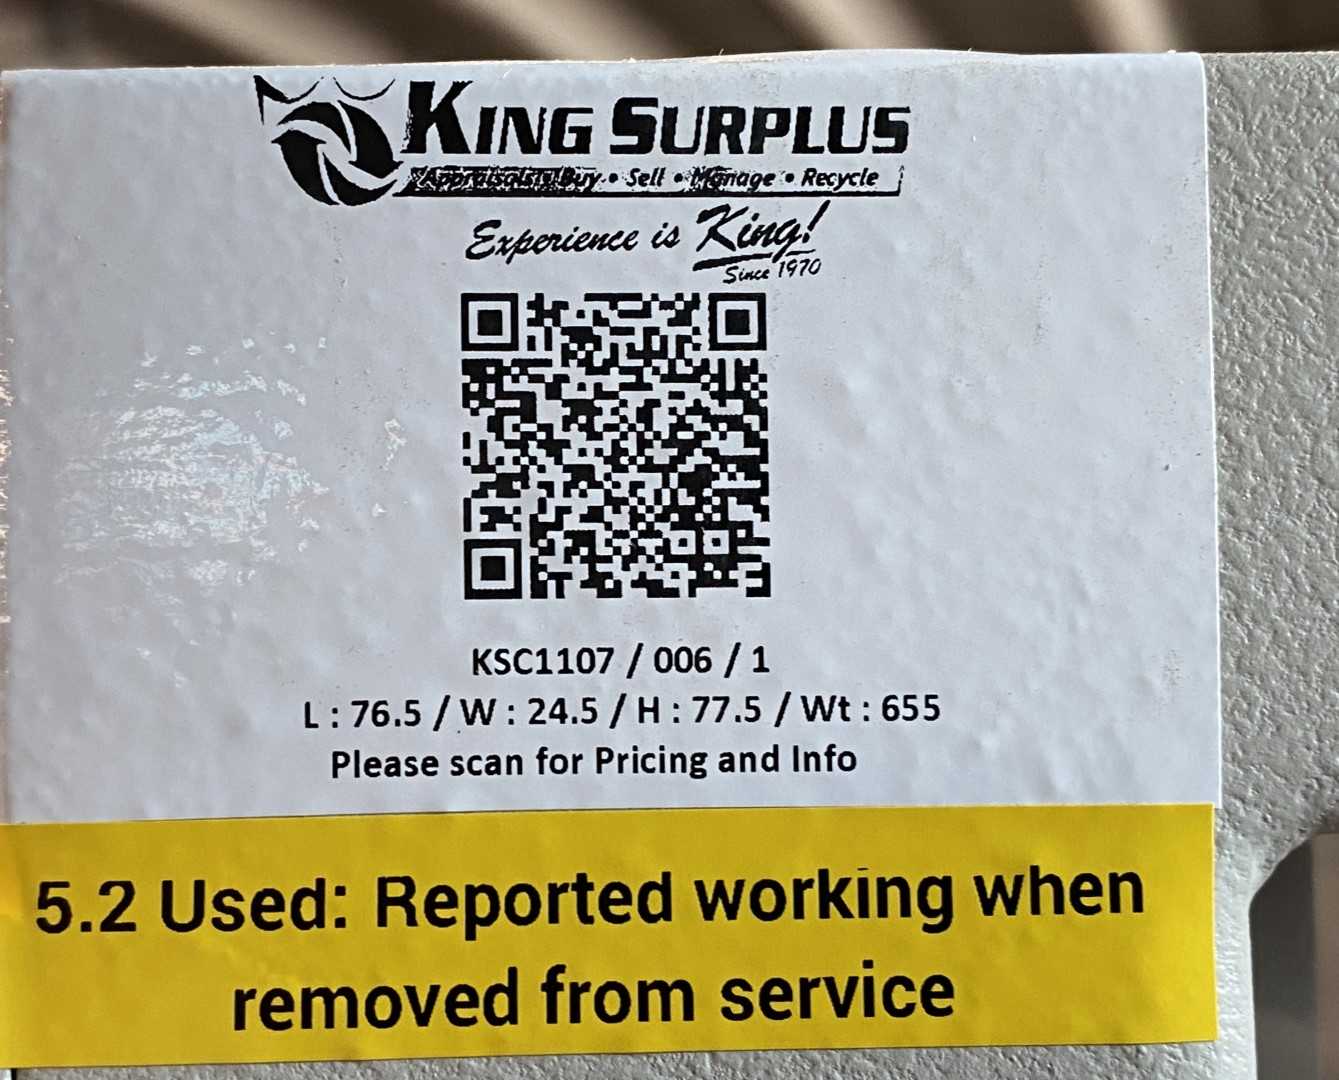 KING SURPLUS
Appraisals • Buy • Sell • Manage • Recycle
Experience is King!
Since 1970
KSC1107 / 006 / 1
L : 76.5 / W : 24.5 / H : 77.5 / Wt : 655
Please scan for Pricing and Info
5.2 Used: Reported working when
removed from service